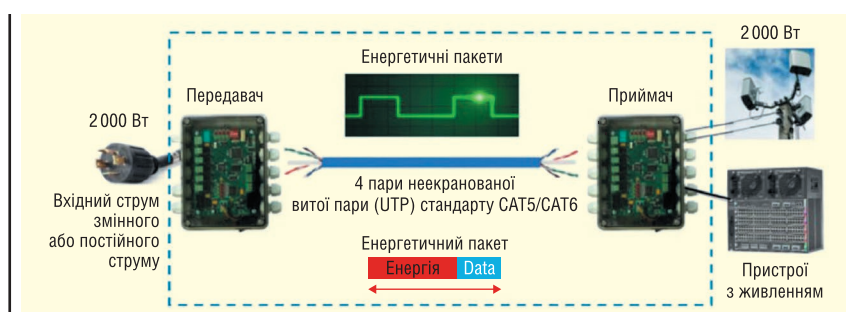 2 000 Вт
Енергетичні пакети
Передавач
Приймач
2 000 Вт
4 пари неекранованої
витої пари (UTP) стандарту CAT5/CAT6
Вхідний струм
змінного
або постійного
струму
Енергетичний пакет
Енергія Data
Пристрої
з живленням